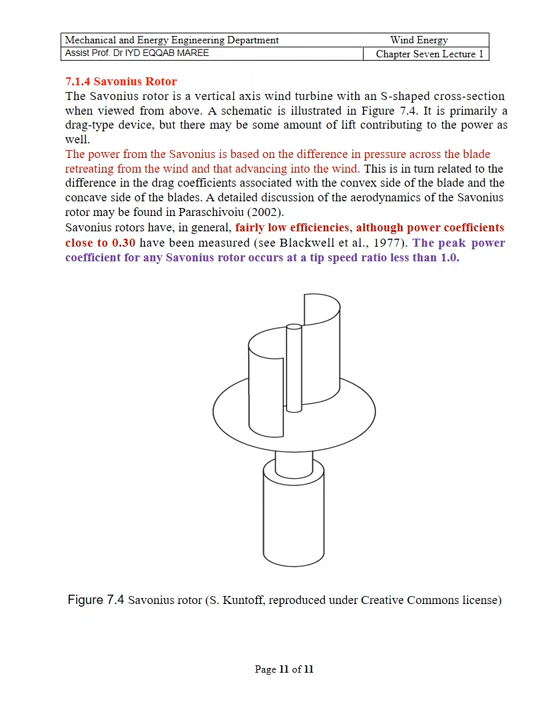 Mechanical and Energy Engineering Department Wind Energy
Assist Prof. Dr IYD EQQAB MAREE Chapter Seven Lecture 1
7.1.4 Savonius Rotor
The Savonius rotor is a vertical axis wind turbine with an S-shaped cross-section
when viewed from above. A schematic is illustrated in Figure 7.4. It is primarily a
drag-type device, but there may be some amount of lift contributing to the power as
well.
The power from the Savonius is based on the difference in pressure across the blade
retreating from the wind and that advancing into the wind. This is in turn related to the
difference in the drag coefficients associated with the convex side of the blade and the
concave side of the blades. A detailed discussion of the aerodynamics of the Savonius
rotor may be found in Paraschivoiu (2002).
Savonius rotors have, in general, fairly low efficiencies, although power coefficients
close to 0.30 have been measured (see Blackwell et al., 1977). The peak power
coefficient for any Savonius rotor occurs at a tip speed ratio less than 1.0.
Figure 7.4 Savonius rotor (S. Kuntoff, reproduced under Creative Commons license)
Page 11 of 11